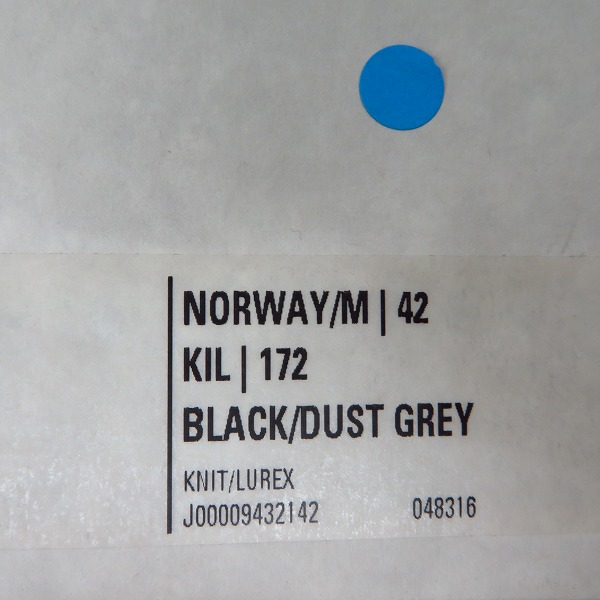 NORWAY/M | 42
KIL | 172
BLACK/DUST GREY
KNIT/LUREX
J00009432142 048316